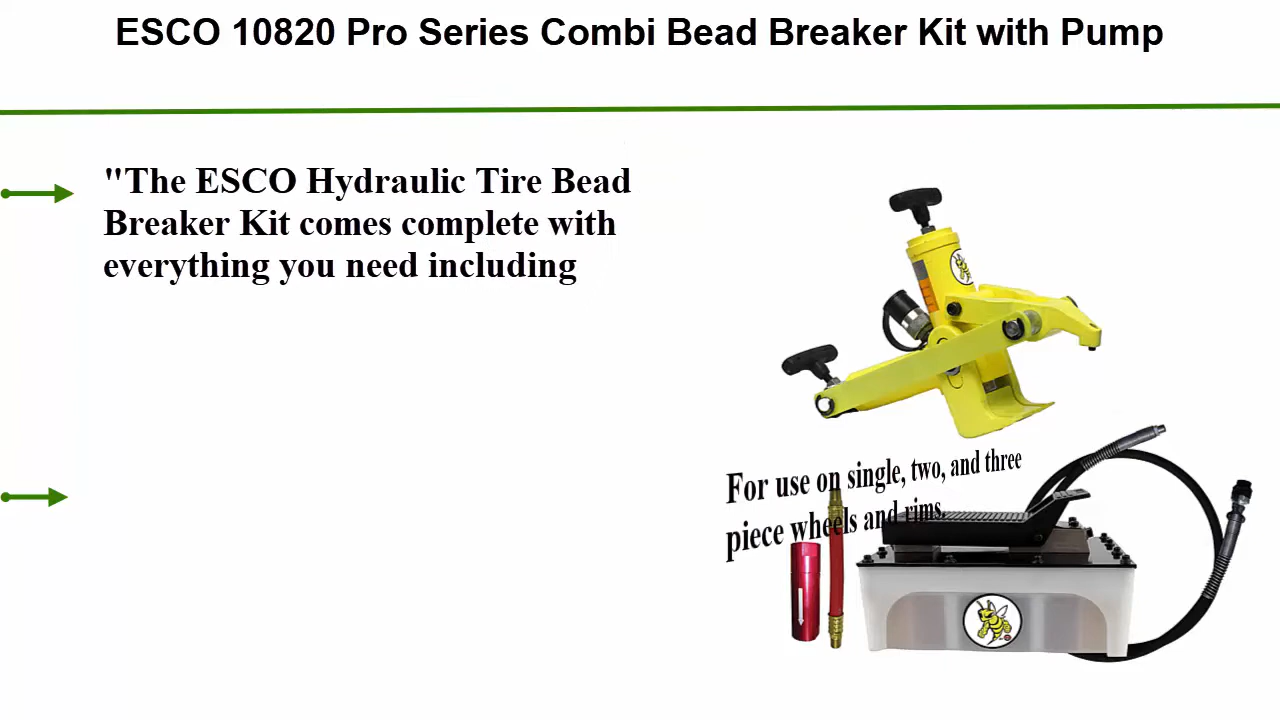 ESCO 10820 Pro Series Combi Bead Breaker Kit with Pump
"The ESCO Hydraulic Tire Bead
Breaker Kit comes complete with
everything you need including
For use on single, two, and three
piece wheels and rims.